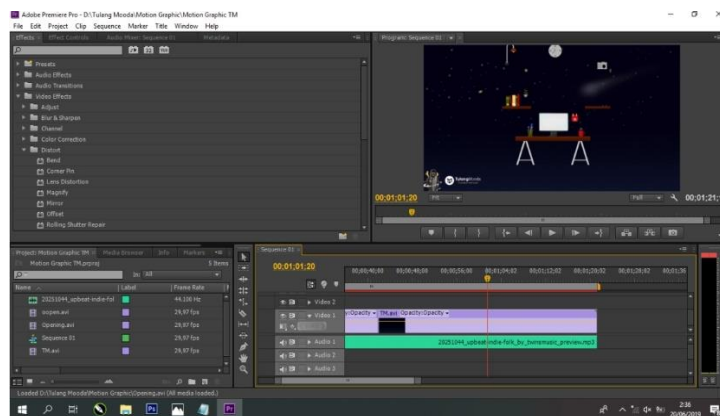 Adobe Premiere Pro - D:\Tulang Mooda\Motion Graphic\Motion Graphic TM
File Edit Project Clip Sequence Marker Title Window Help
Effects Effect Controls Audio Mixer: Sequence 01 Metadata
Program: Sequence 01
Presets
Audio Effects
Audio Transitions
Video Effects
Adjust
Blur & Sharpen
Channel
Color Correction
Distort
Bend
Corner Pin
Lens Distortion
Magnify
Mirror
Offset
Rolling Shutter Repair
TulangMooda
00;01;01;20 Fit Full 00;01;21;
Project: Motion Graphic TM Media Browser Info Markers
Motion Graphic TM.prproj 5 Items
In: All
Name Label Frame Rate
20251044_upbeat-indie-fol 44,100 Hz
oopen.avi 29,97 fps
Opening.avi 29,97 fps
Sequence 01 29,97 fps
TM.avi 29,97 fps
Sequence 01
00;01;01;20
00;00;40;00 00;00;48;00 00;00;56;00 00;01;04;02 00;01;12;02 00;01;20;02 00;01;28;02 00;01;36
Video 2
Video 1
Opacity TM.avi Opacity Opacity
Audio 1
20251044_upbeat-indie-folk_by_twinsmusic_preview.mp3
Audio 2
Audio 3
Loaded D:\Tulang Mooda\Motion Graphic\Opening.avi (All media loaded.)
Ps
Pr
2:36
20/06/2019